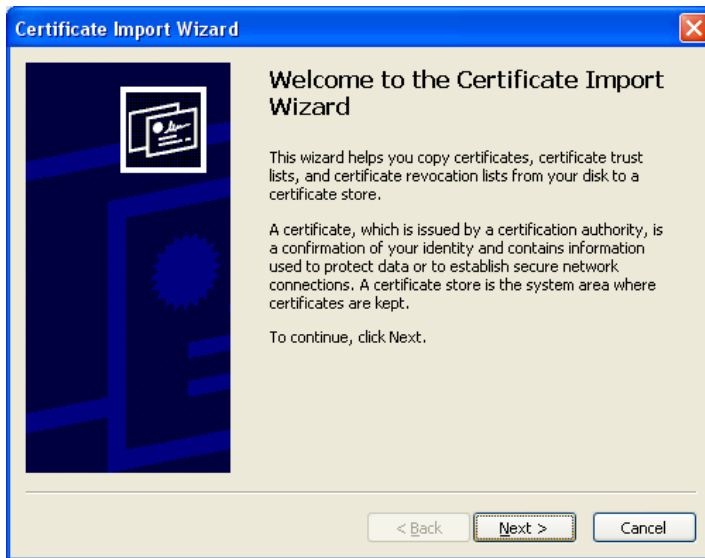 Certificate Import Wizard
Welcome to the Certificate Import
Wizard
This wizard helps you copy certificates, certificate trust
lists, and certificate revocation lists from your disk to a
certificate store.
A certificate, which is issued by a certification authority, is
a confirmation of your identity and contains information
used to protect data or to establish secure network
connections. A certificate store is the system area where
certificates are kept.
To continue, click Next.
< Back Next > Cancel